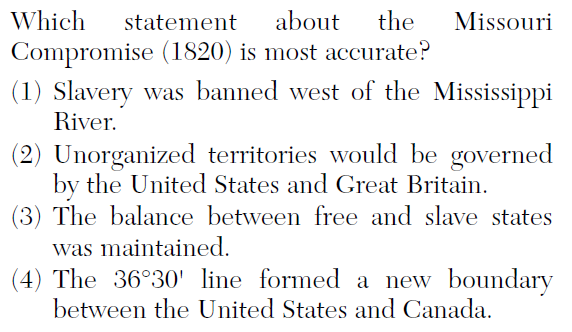 Which statement about the Missouri
Compromise (1820) is most accurate?
(1) Slavery was banned west of the Mississippi
River.
(2) Unorganized territories would be governed
by the United States and Great Britain.
(3) The balance between free and slave states
was maintained.
(4) The 36°30' line formed a new boundary
between the United States and Canada.